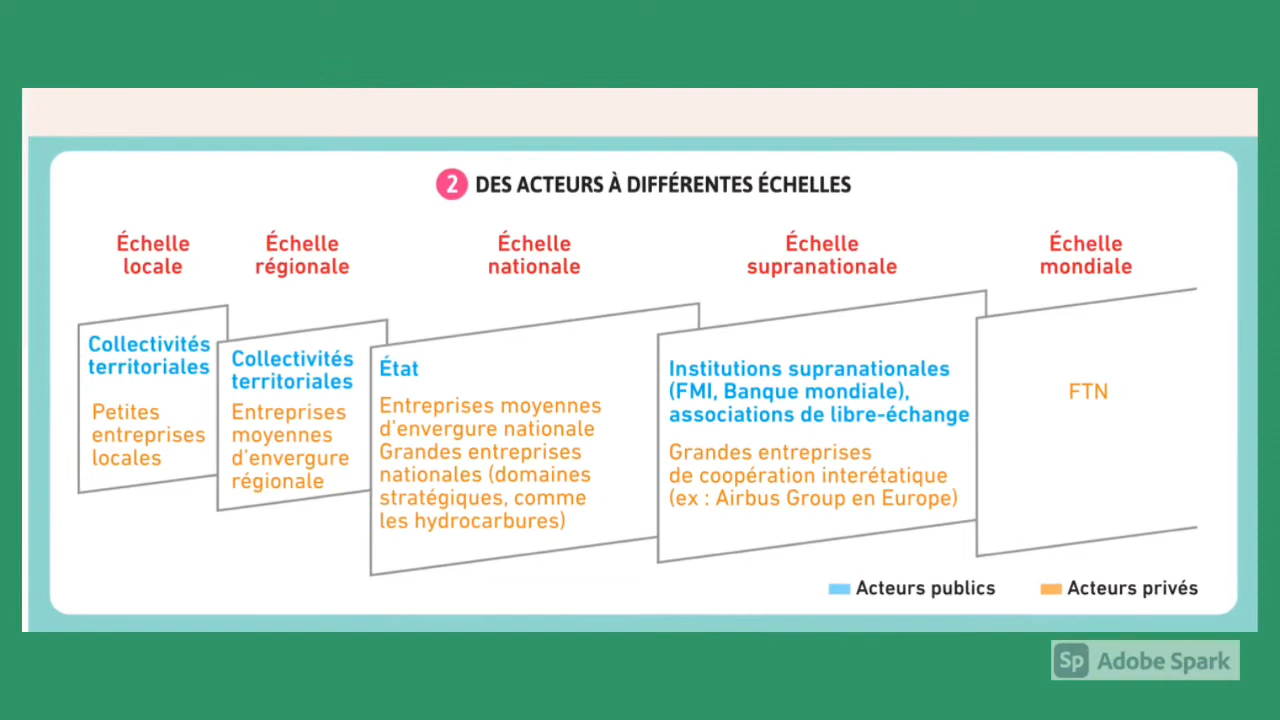 2 DES ACTEURS À DIFFÉRENTES ÉCHELLES
Échelle
locale
Échelle
régionale
Échelle
nationale
Échelle
supranationale
Échelle
mondiale
Collectivités
territoriales
Petites
entreprises
locales
Collectivités
territoriales
Entreprises
moyennes
d'envergure
régionale
État
Entreprises moyennes
d'envergure nationale
Grandes entreprises
nationales (domaines
stratégiques, comme
les hydrocarbures)
Institutions supranationales
(FMI, Banque mondiale),
associations de libre-échange
Grandes entreprises
de coopération interétatique
(ex : Airbus Group en Europe)
FTN
Acteurs publics
Acteurs privés
Sp Adobe Spark